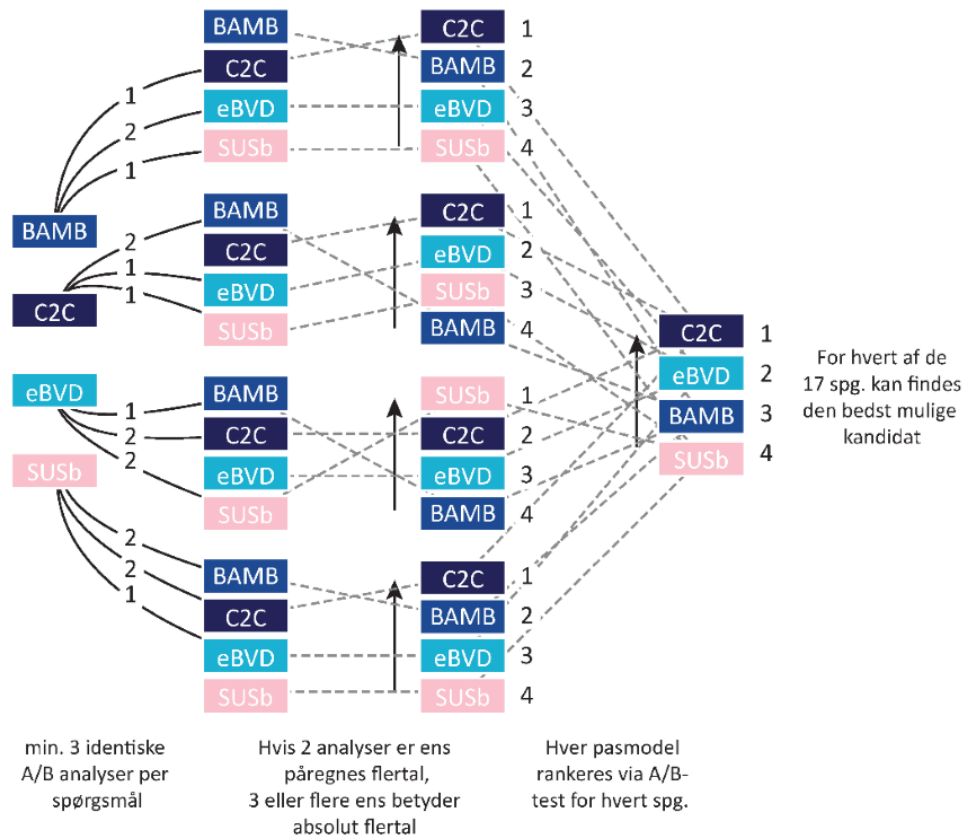 BAMB
C2C
eBVD
SUSb
1
2
1
C2C
BAMB
eBVD
SUSb
1
2
3
4
BAMB
2
1
1
C2C
BAMB
C2C
eBVD
SUSb
C2C
eBVD
SUSb
BAMB
1
2
3
4
eBVD
1
2
2
SUSb
BAMB
C2C
eBVD
SUSb
SUSb
C2C
eBVD
BAMB
1
2
3
4
2
2
1
BAMB
C2C
eBVD
SUSb
C2C
BAMB
eBVD
SUSb
1
2
3
4
C2C 1
eBVD 2
BAMB 3
SUSb 4
For hvert af de
17 spg. kan findes
den bedst mulige
kandidat
min. 3 identiske
A/B analyser per
spørgsmål
Hvis 2 analyser er ens
påregnes flertal,
3 eller flere ens betyder
absolut flertal
Hver pasmodel
rankeres via A/B-
test for hvert spg.